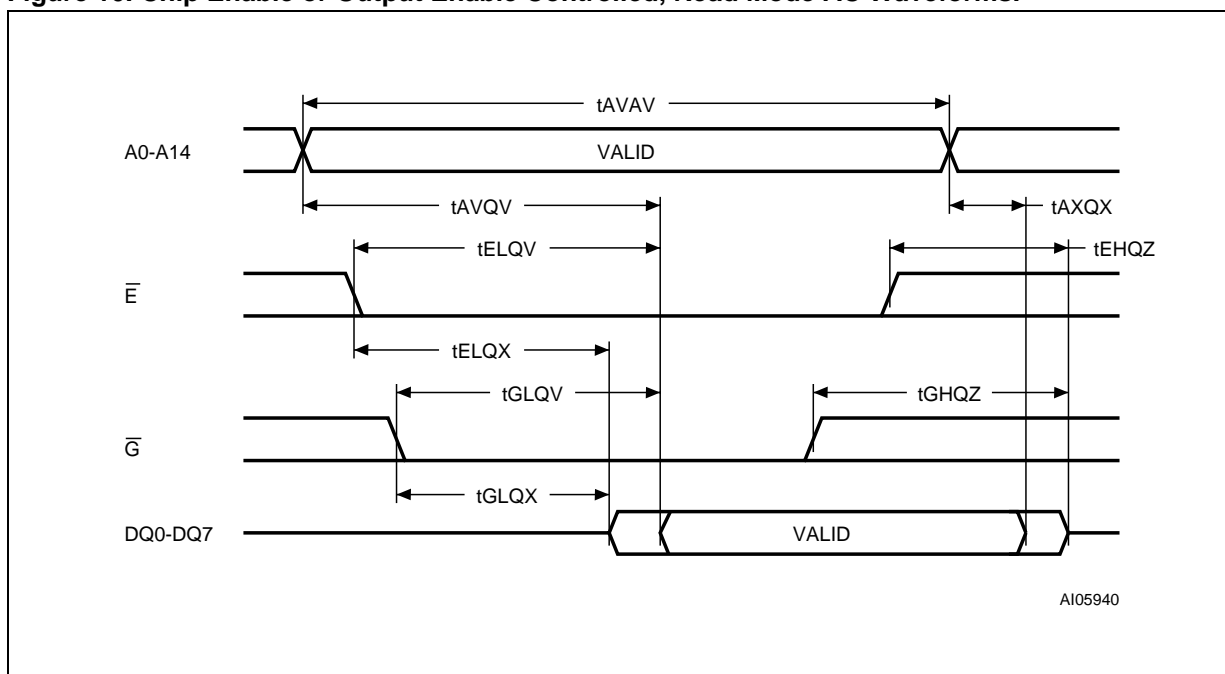 Figure Chip Enable or Output Enable Controlled, Read Mode AC Waveforms.
tAVAV
A0-A14 VALID
tAVQV tAXQX
tELQV tEHQZ
E̅
tELQX
tGLQV tGHQZ
G̅
tGLQX
DQ0-DQ7 VALID
AI05940